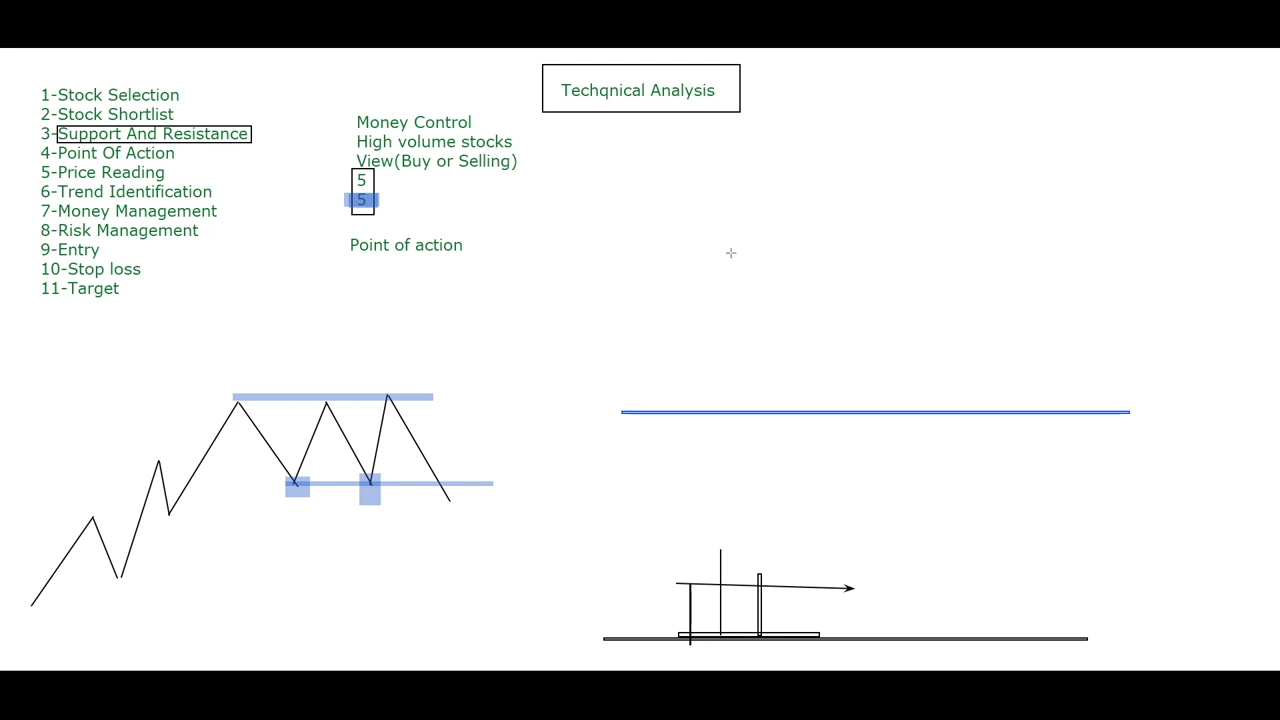 Techqnical Analysis
1-Stock Selection
2-Stock Shortlist
3-Support And Resistance
4-Point Of Action
5-Price Reading
6-Trend Identification
7-Money Management
8-Risk Management
9-Entry
10-Stop loss
11-Target
Money Control
High volume stocks
View(Buy or Selling)
5
5
Point of action